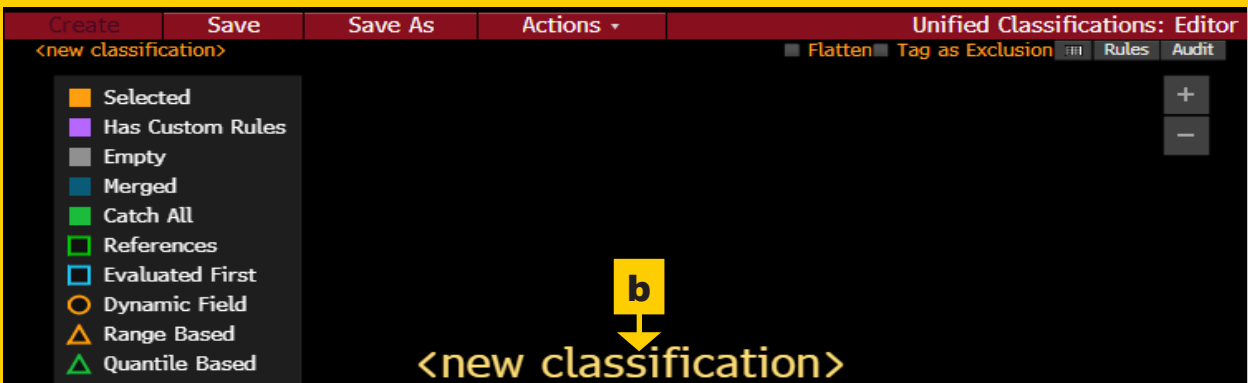 Create Save Save As Actions Unified Classifications: Editor
<new classification> Flatten Tag as Exclusion Rules Audit
Selected +
Has Custom Rules
Empty −
Merged
Catch All
References
Evaluated First
Dynamic Field
Range Based
Quantile Based
b
<new classification>